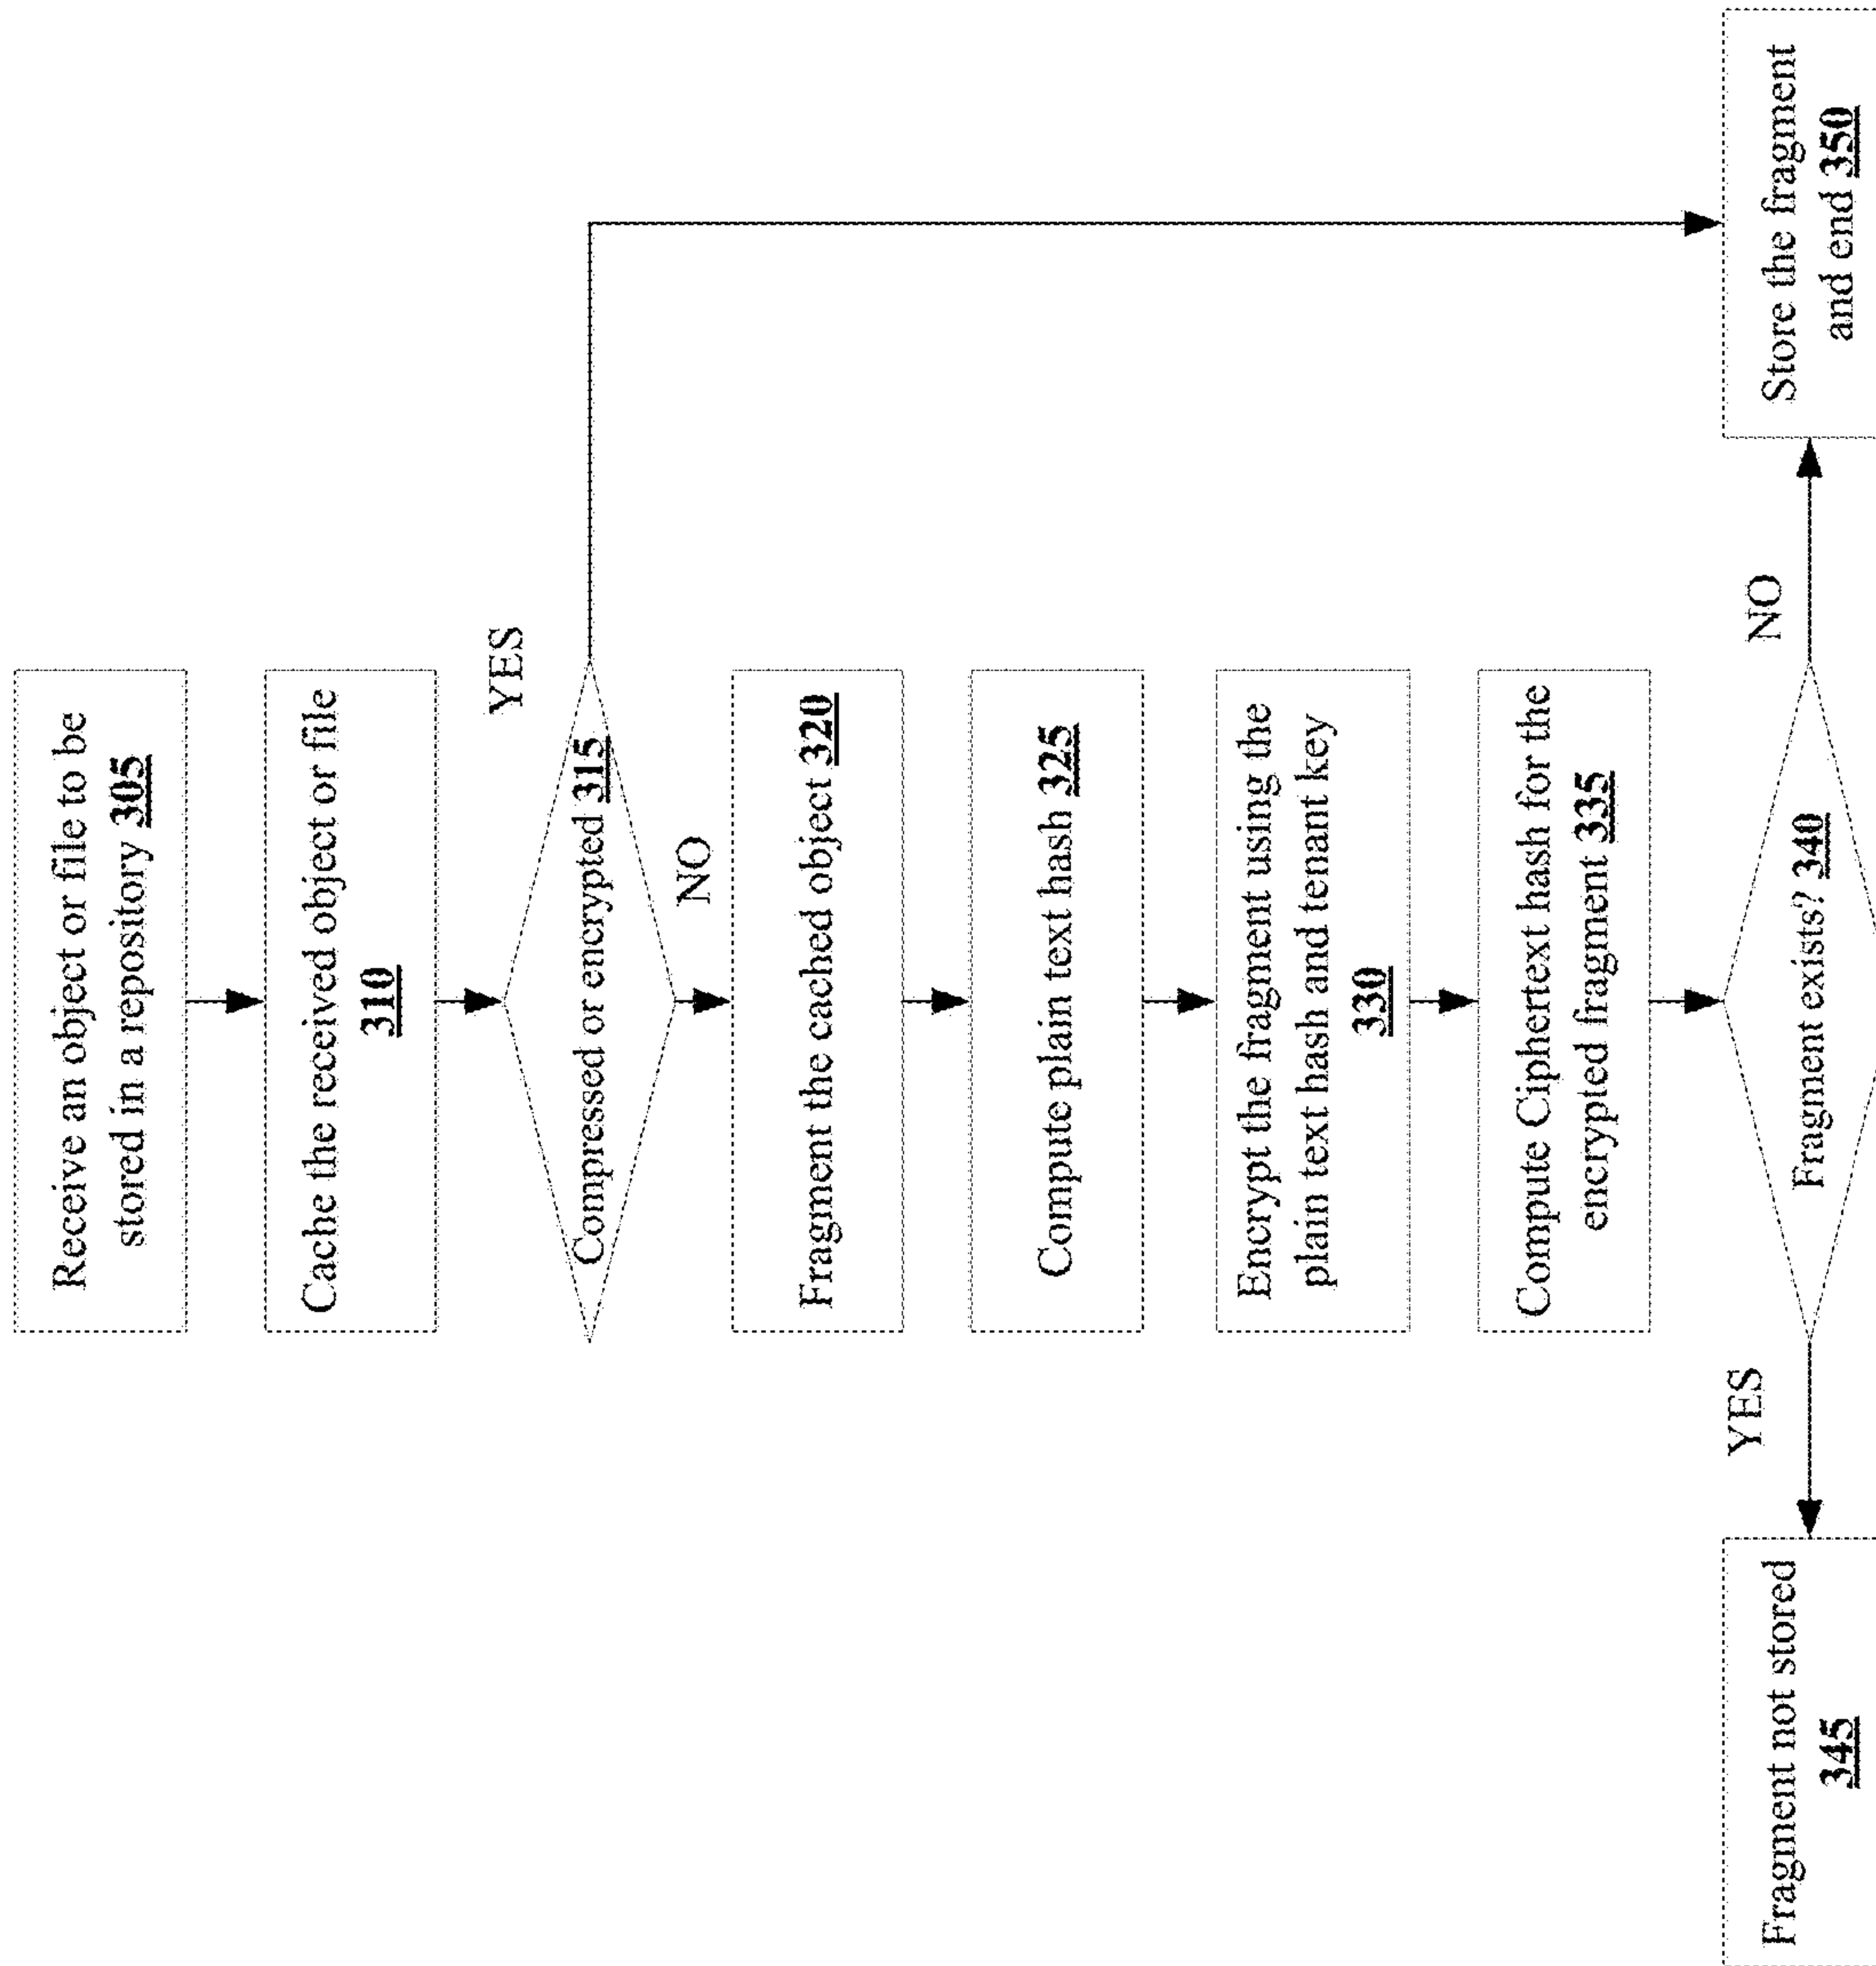 Receive an object or file to be
stored in a repository 305
Cache the received object or file
310
Compressed or encrypted 315
YES
NO
Fragment the cached object 320
Compute plain text hash 325
Encrypt the fragment using the
plain text hash and tenant key
330
Compute Ciphertext hash for the
encrypted fragment 335
Fragment exists? 340
YES
NO
Fragment not stored
345
Store the fragment
and end 350